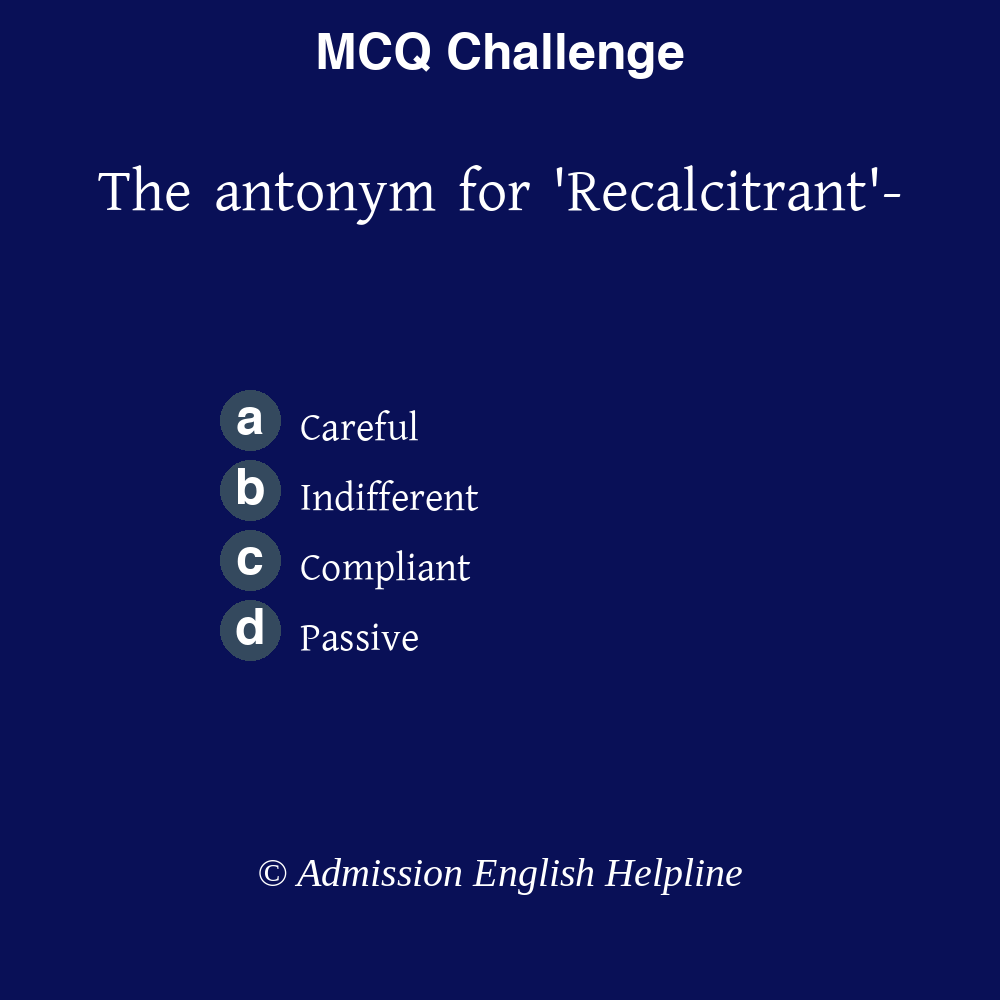 MCQ Challenge
The antonym for 'Recalcitrant'-
a Careful
b Indifferent
c Compliant
d Passive
© Admission English Helpline